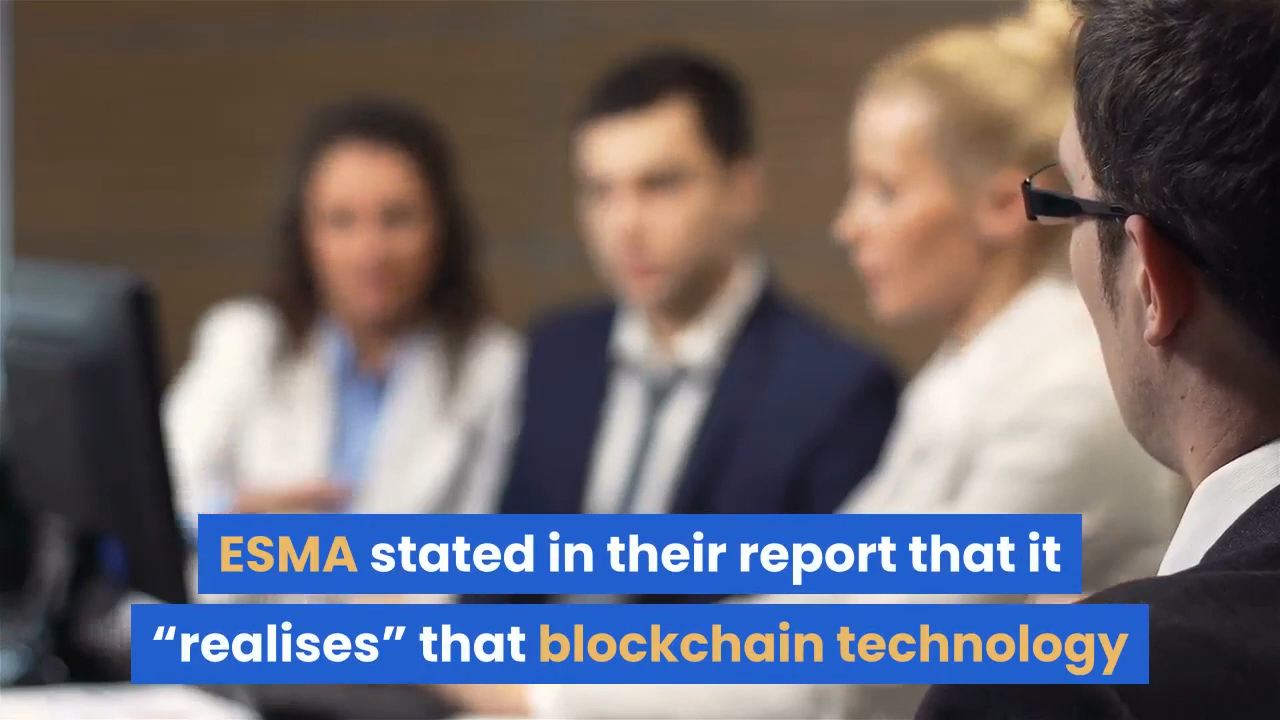 ESMA stated in their report that it
“realises” that blockchain technology